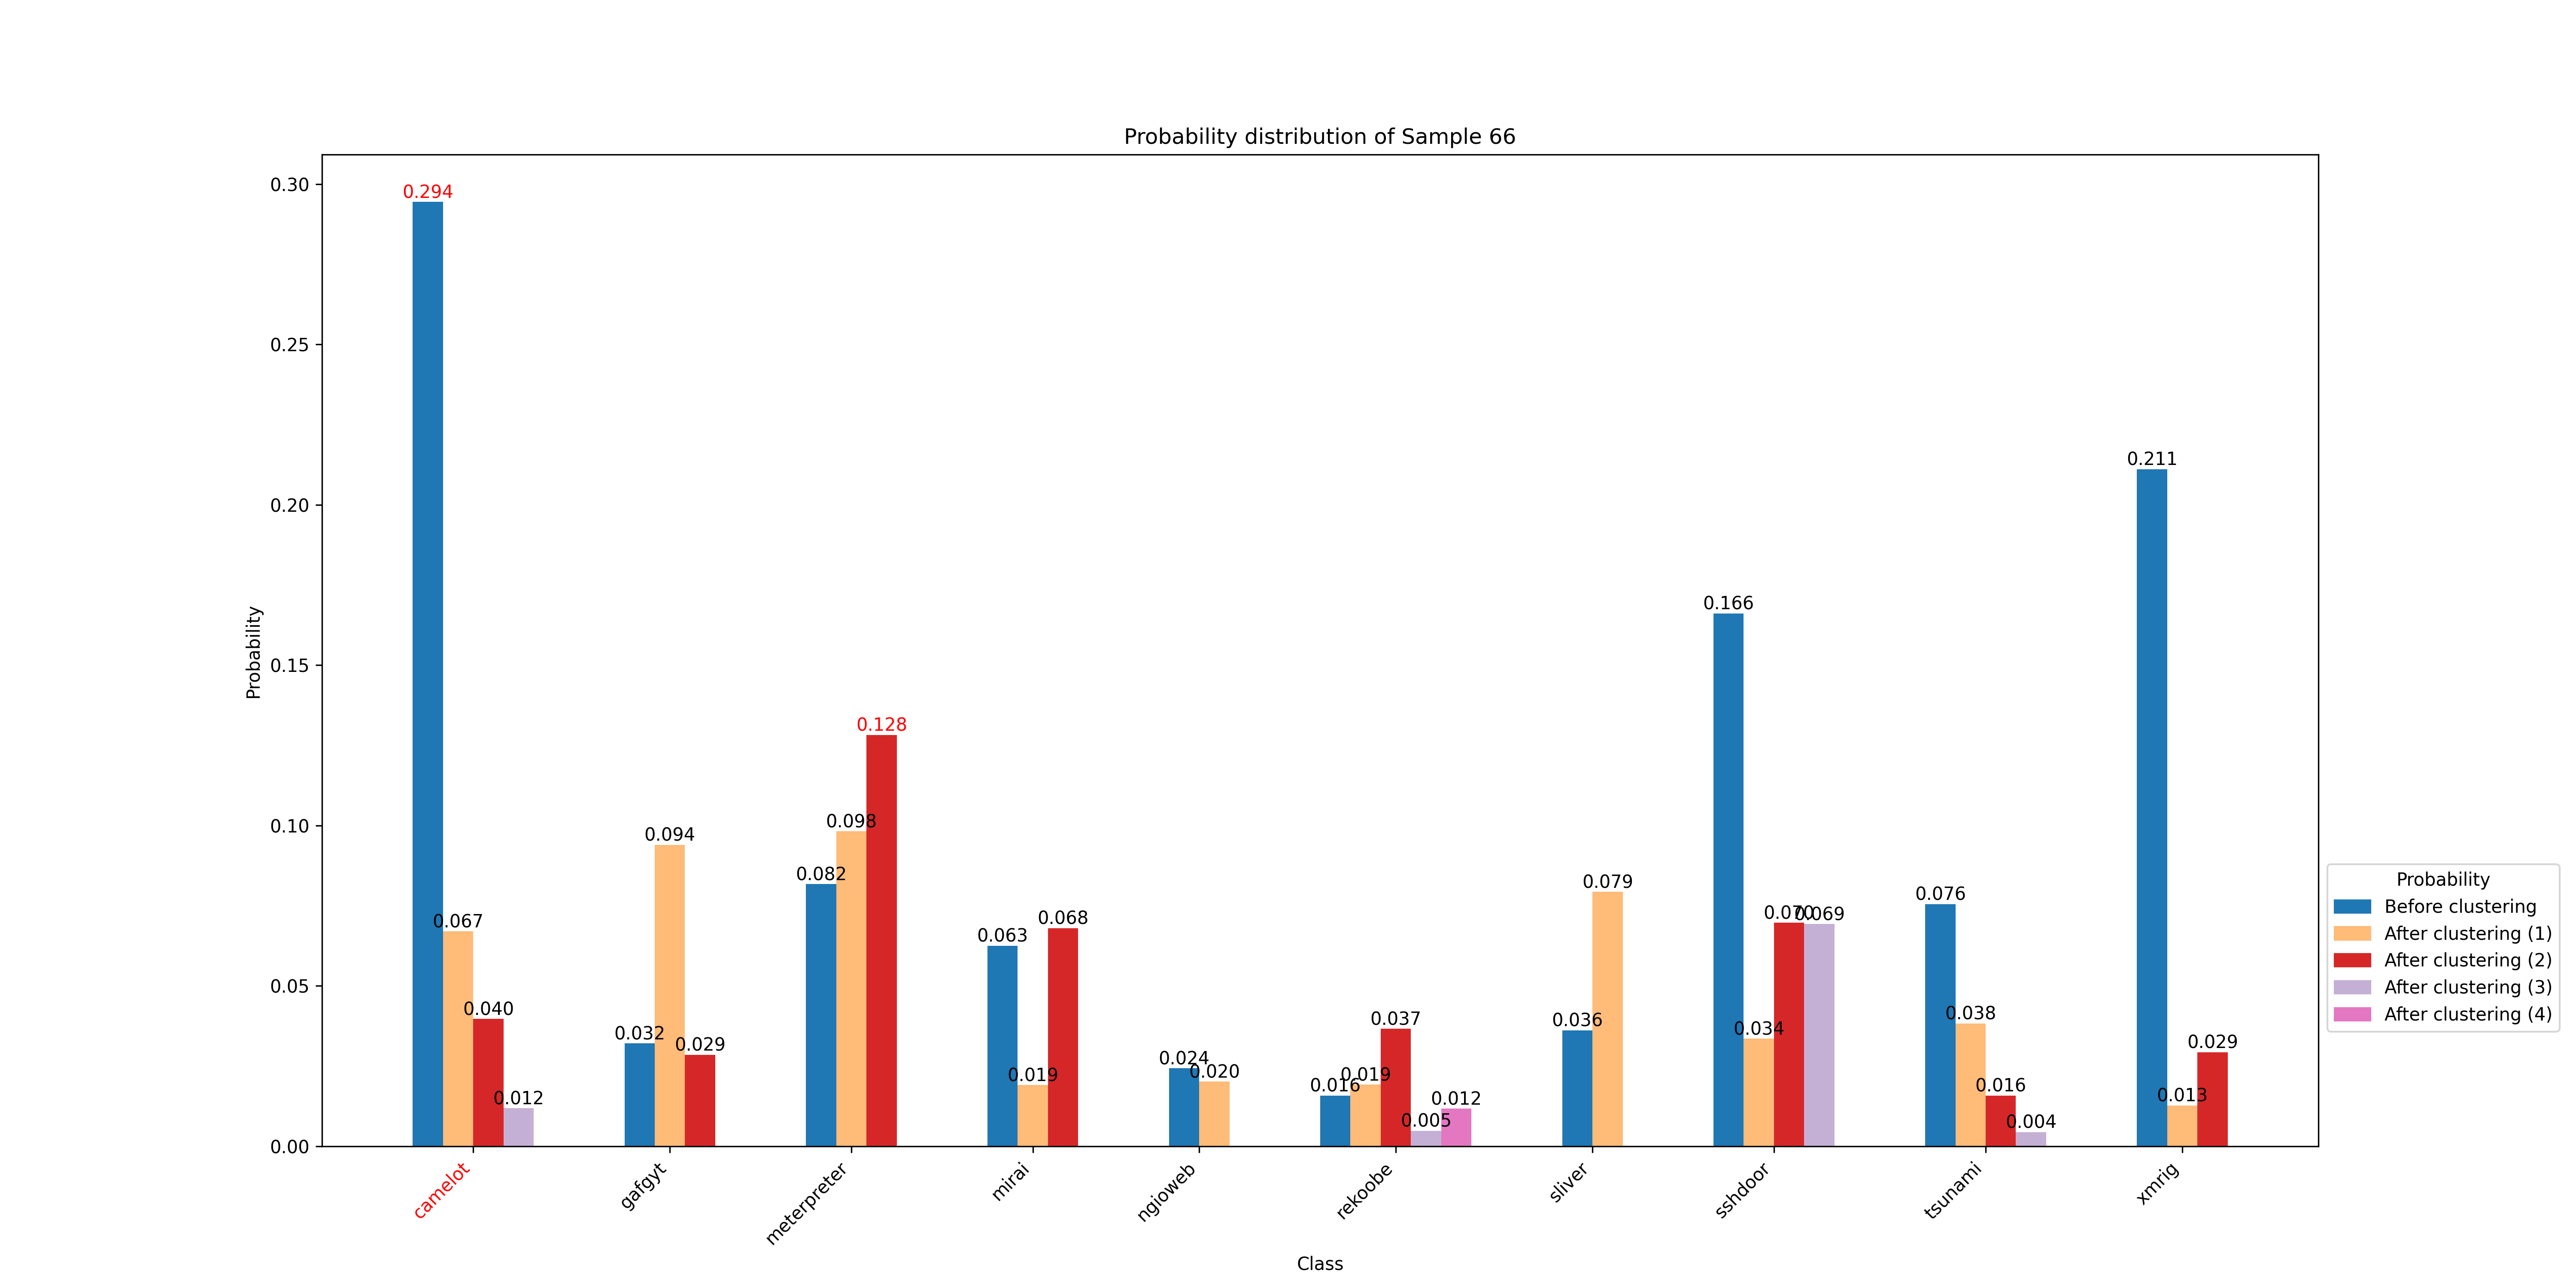 Probability distribution of Sample 66
Probability
0.30
0.25
0.20
0.15
0.10
0.05
0.00
0.294
0.067
0.040
0.012
0.032
0.094
0.029
0.082
0.098
0.128
0.063
0.019
0.068
0.024
0.020
0.016
0.019
0.037
0.005
0.012
0.036
0.079
0.166
0.034
0.070
0.069
0.076
0.038
0.016
0.004
0.211
0.013
0.029
camelot
gafgyt
meterpreter
mirai
ngioweb
rekoobe
sliver
sshdoor
tsunami
xmrig
Class
Probability
Before clustering
After clustering (1)
After clustering (2)
After clustering (3)
After clustering (4)